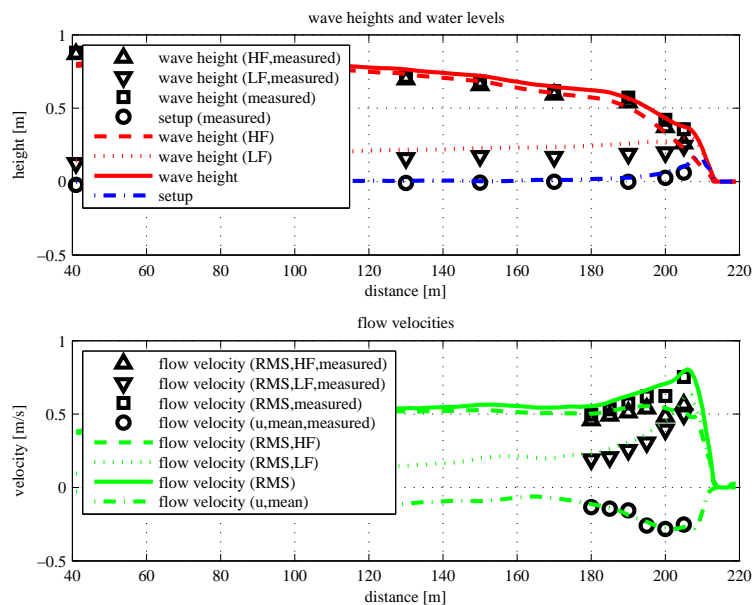 wave heights and water levels
1
0.5
0
−0.5
height [m]
wave height (HF,measured)
wave height (LF,measured)
wave height (measured)
setup (measured)
wave height (HF)
wave height (LF)
wave height
setup
40 60 80 100 120 140 160 180 200 220
distance [m]
flow velocities
1
0.5
0
−0.5
velocity [m/s]
flow velocity (RMS,HF,measured)
flow velocity (RMS,LF,measured)
flow velocity (RMS,measured)
flow velocity (u,mean,measured)
flow velocity (RMS,HF)
flow velocity (RMS,LF)
flow velocity (RMS)
flow velocity (u,mean)
40 60 80 100 120 140 160 180 200 220
distance [m]